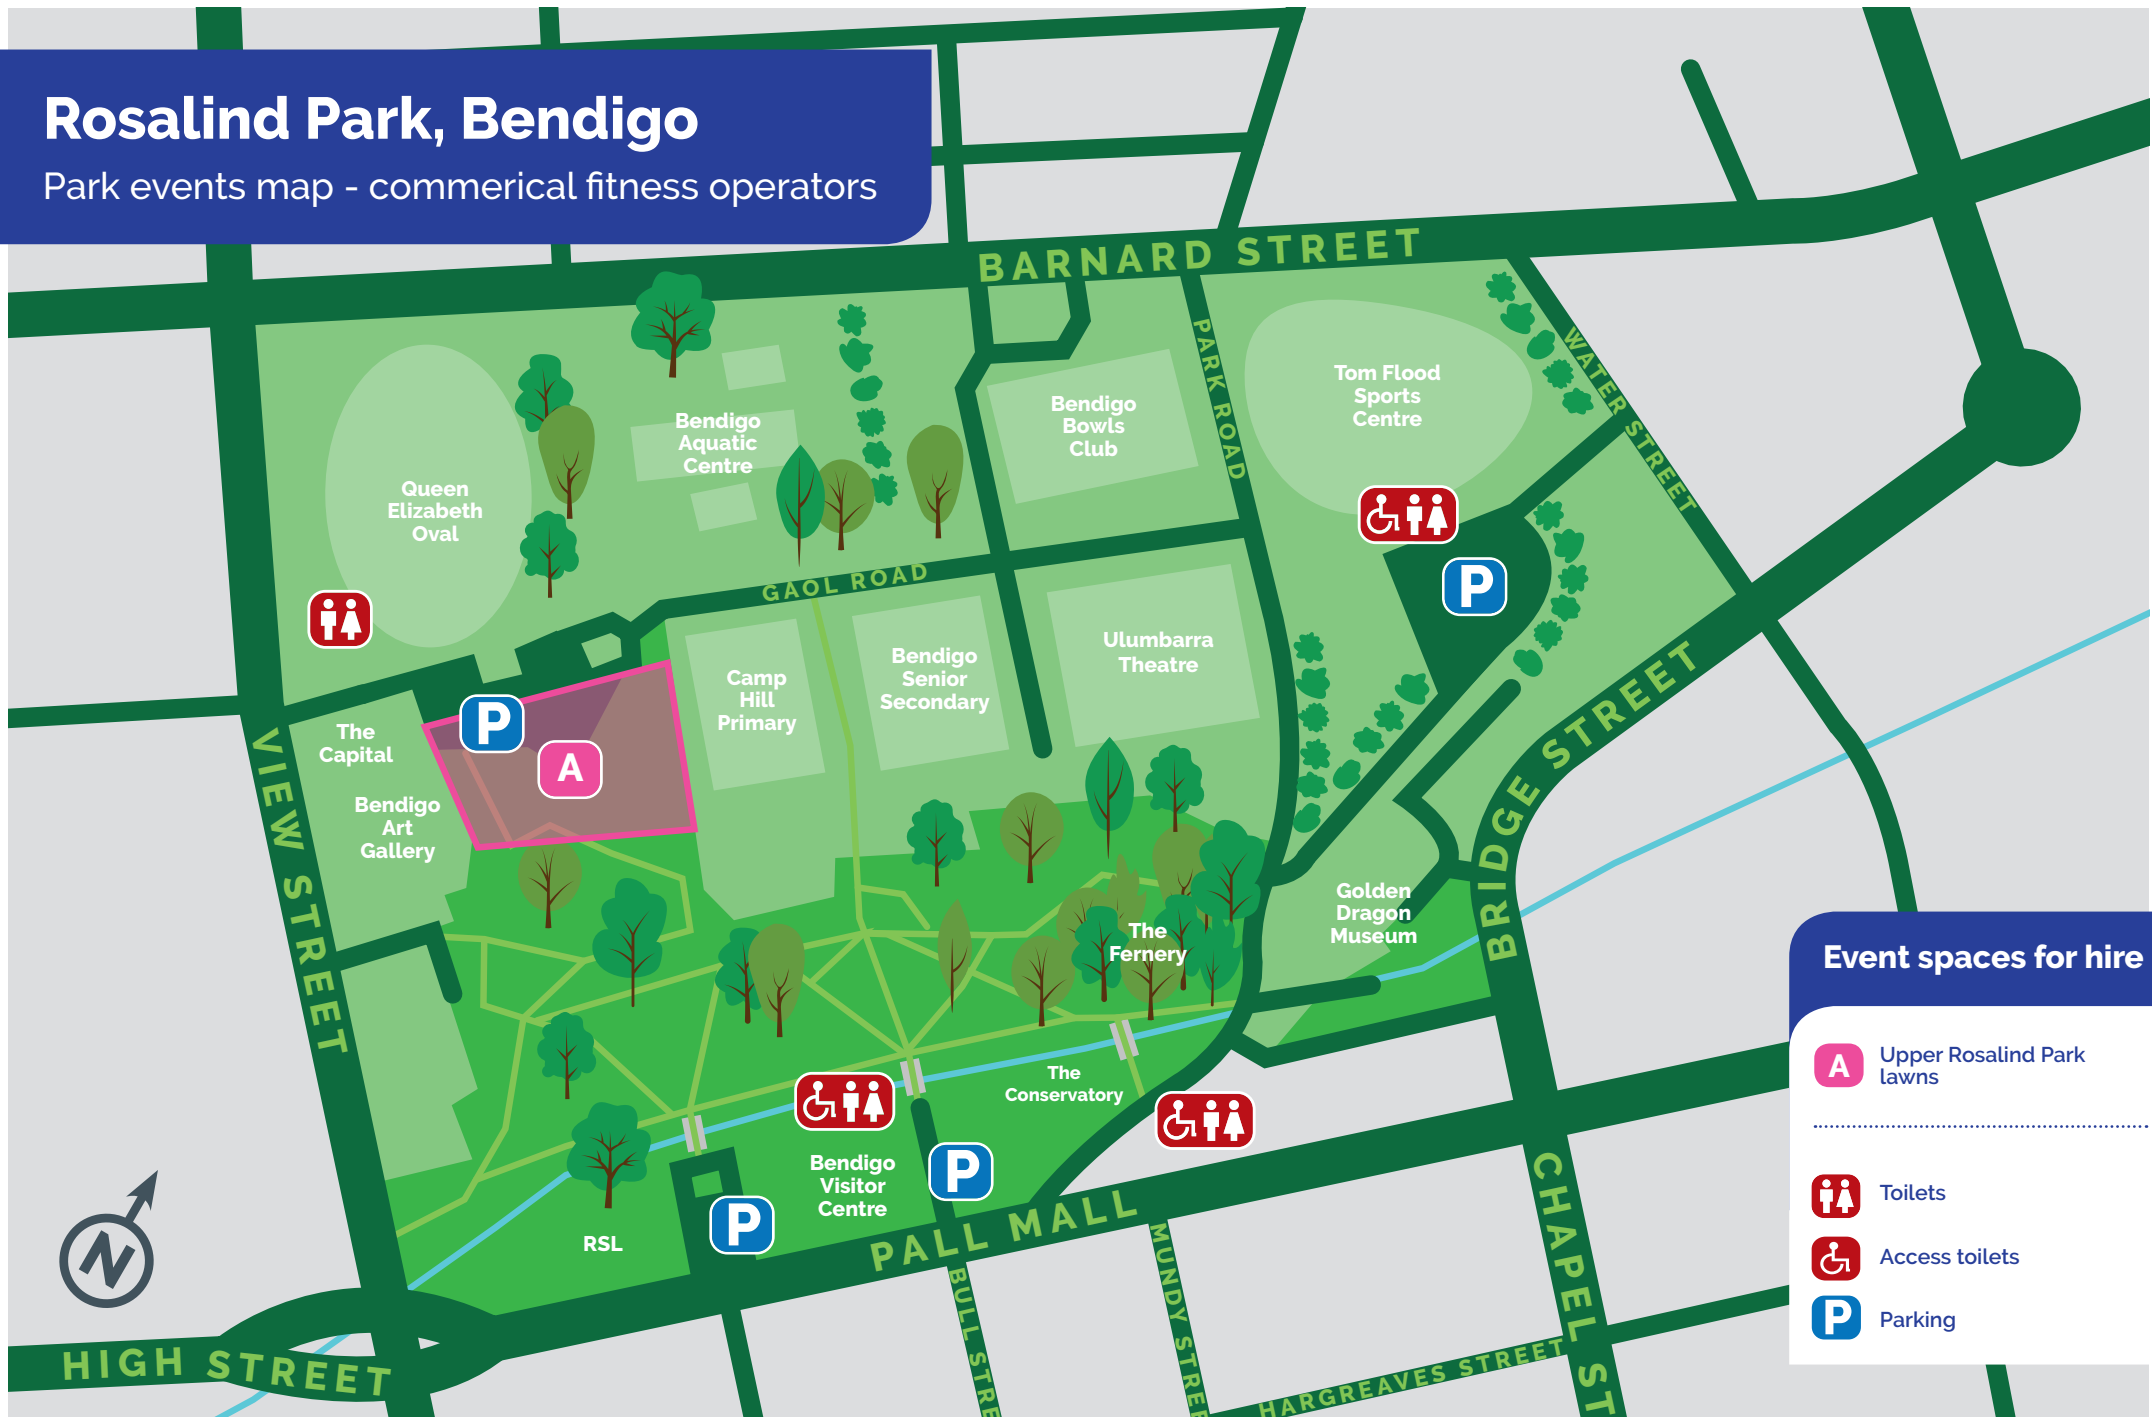 Rosalind Park, Bendigo
Park events map - commerical fitness operators
BARNARD STREET
PARK ROAD
WATER STREET
Tom Flood
Sports
Centre
Bendigo
Bowls
Club
Bendigo
Aquatic
Centre
Queen
Elizabeth
Oval
GAOL ROAD
P
P
A
Camp
Hill
Primary
Bendigo
Senior
Secondary
Ulumbarra
Theatre
The
Capital
Bendigo
Art
Gallery
VIEW STREET
BRIDGE STREET
Golden
Dragon
Museum
The
Fernery
The
Conservatory
Bendigo
Visitor
Centre
P
P
RSL
PALL MALL
BULL STRE
MUNDY STREE
CHAPEL ST
HARGREAVES STREET
HIGH STREET
N
Event spaces for hire
A
Upper Rosalind Park
lawns
Toilets
Access toilets
P
Parking